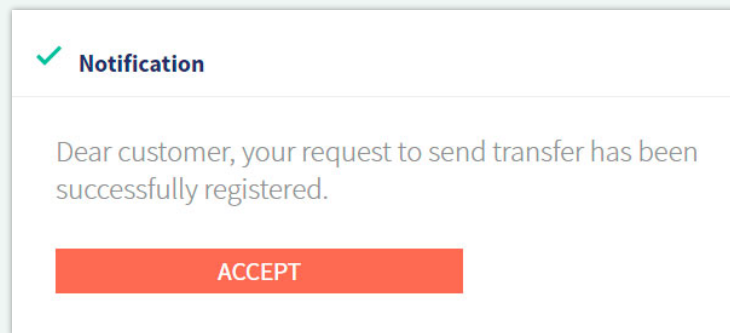 Notification
Dear customer, your request to send transfer has been
successfully registered.
ACCEPT